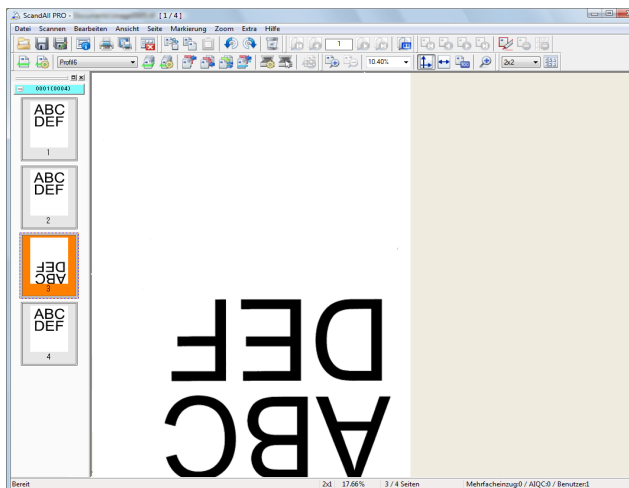 ScandAll PRO - [ 1 / 4 ]
Datei Scannen Bearbeiten Ansicht Seite Markierung Zoom Extra Hilfe
1
Profil6 10.40% 2x2
0001(0004)
ABC
DEF
1
ABC
DEF
2
ABC
DEF
3
ABC
DEF
4
ABC
DEF
Bereit 2x1 17.66% 3 / 4 Seiten Mehrfacheinzug:0 / AIQC:0 / Benutzer:1